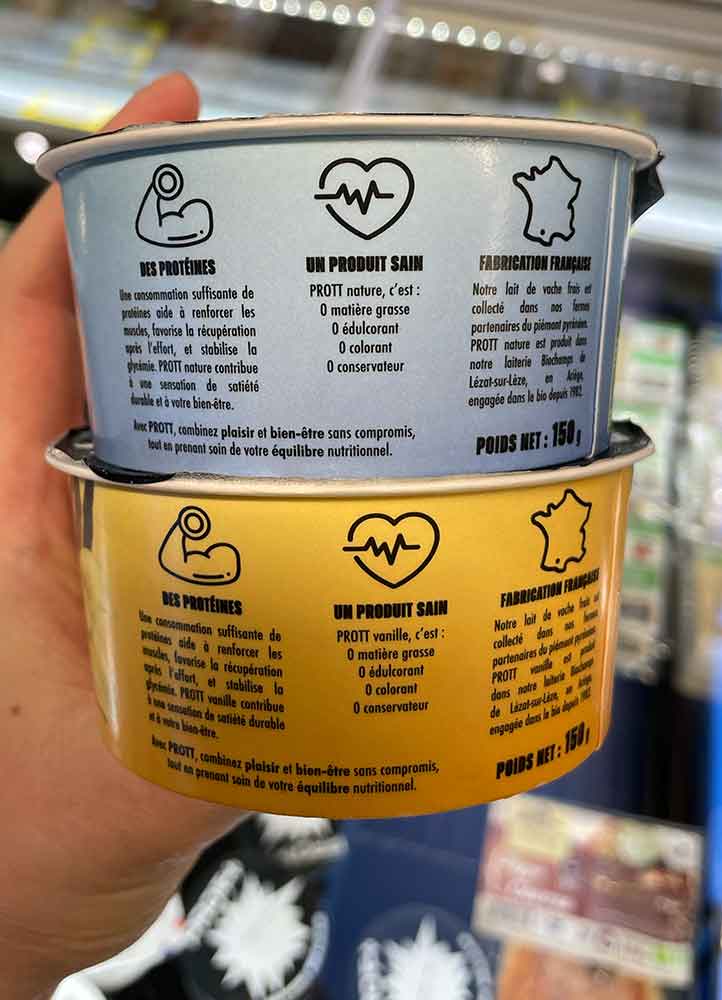 DES PROTÉINES
Une consommation suffisante de
protéines aide à renforcer les
muscles, favorise la récupération
après l'effort, et stabilise la
glycémie. PROTT nature contribue
à une sensation de satiété
durable et à votre bien-être.
UN PRODUIT SAIN
PROTT nature, c'est :
0 matière grasse
0 édulcorant
0 colorant
0 conservateur
FABRICATION FRANÇAISE
Notre lait de vache frais est
collecté dans nos fermes
partenaires du piémont pyrénéen.
PROTT nature est produit dans
notre laiterie Biochamps de
Lézat-sur-Lèze, en Ariège,
engagée dans le bio depuis 1982.
Avec PROTT, combinez plaisir et bien-être sans compromis,
tout en prenant soin de votre équilibre nutritionnel.
POIDS NET : 150g
DES PROTÉINES
Une consommation suffisante de
protéines aide à renforcer les
muscles, favorise la récupération
après l'effort, et stabilise la
glycémie. PROTT vanille contribue
à une sensation de satiété durable
et à votre bien-être.
UN PRODUIT SAIN
PROTT vanille, c'est :
0 matière grasse
0 édulcorant
0 colorant
0 conservateur
FABRICATION FRANÇAISE
Notre lait de vache frais est
collecté dans nos fermes
partenaires du piémont pyrénéen.
PROTT vanille est produit
dans notre laiterie Biochamps
de Lézat-sur-Lèze, en Ariège,
engagée dans le bio depuis 1982.
Avec PROTT, combinez plaisir et bien-être sans compromis,
tout en prenant soin de votre équilibre nutritionnel.
POIDS NET : 150g